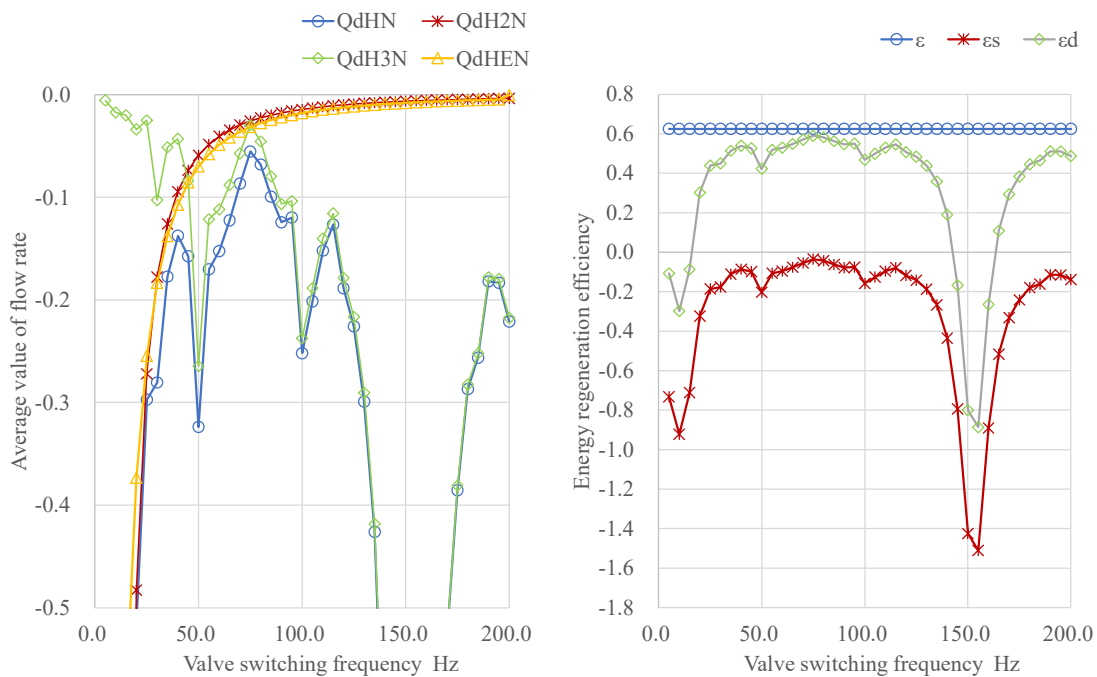 QdHN QdH2N
QdH3N QdHEN
0.0
-0.1
-0.2
-0.3
-0.4
-0.5
0.0 50.0 100.0 150.0 200.0
Average value of flow rate
Valve switching frequency Hz
ε εs εd
0.8
0.6
0.4
0.2
0.0
-0.2
-0.4
-0.6
-0.8
-1.0
-1.2
-1.4
-1.6
-1.8
0.0 50.0 100.0 150.0 200.0
Energy regeneration efficiency
Valve switching frequency Hz